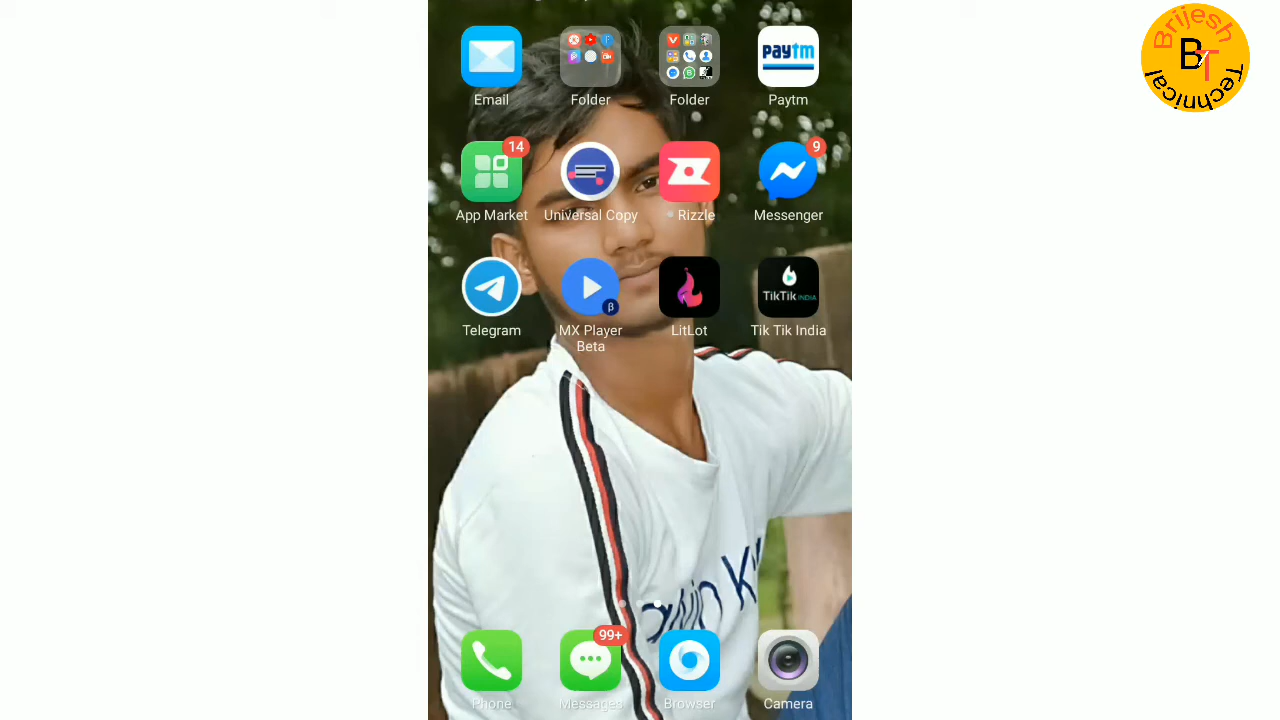 Email
Folder
Folder
paytm
Paytm
14
9
App Market
Universal Copy
Rizzle
Messenger
TikTik INDIA
Telegram
MX Player
Beta
β
LitLot
Tik Tik India
99+
Phone
Messages
Browser
Camera
Brijesh
BT
Technical